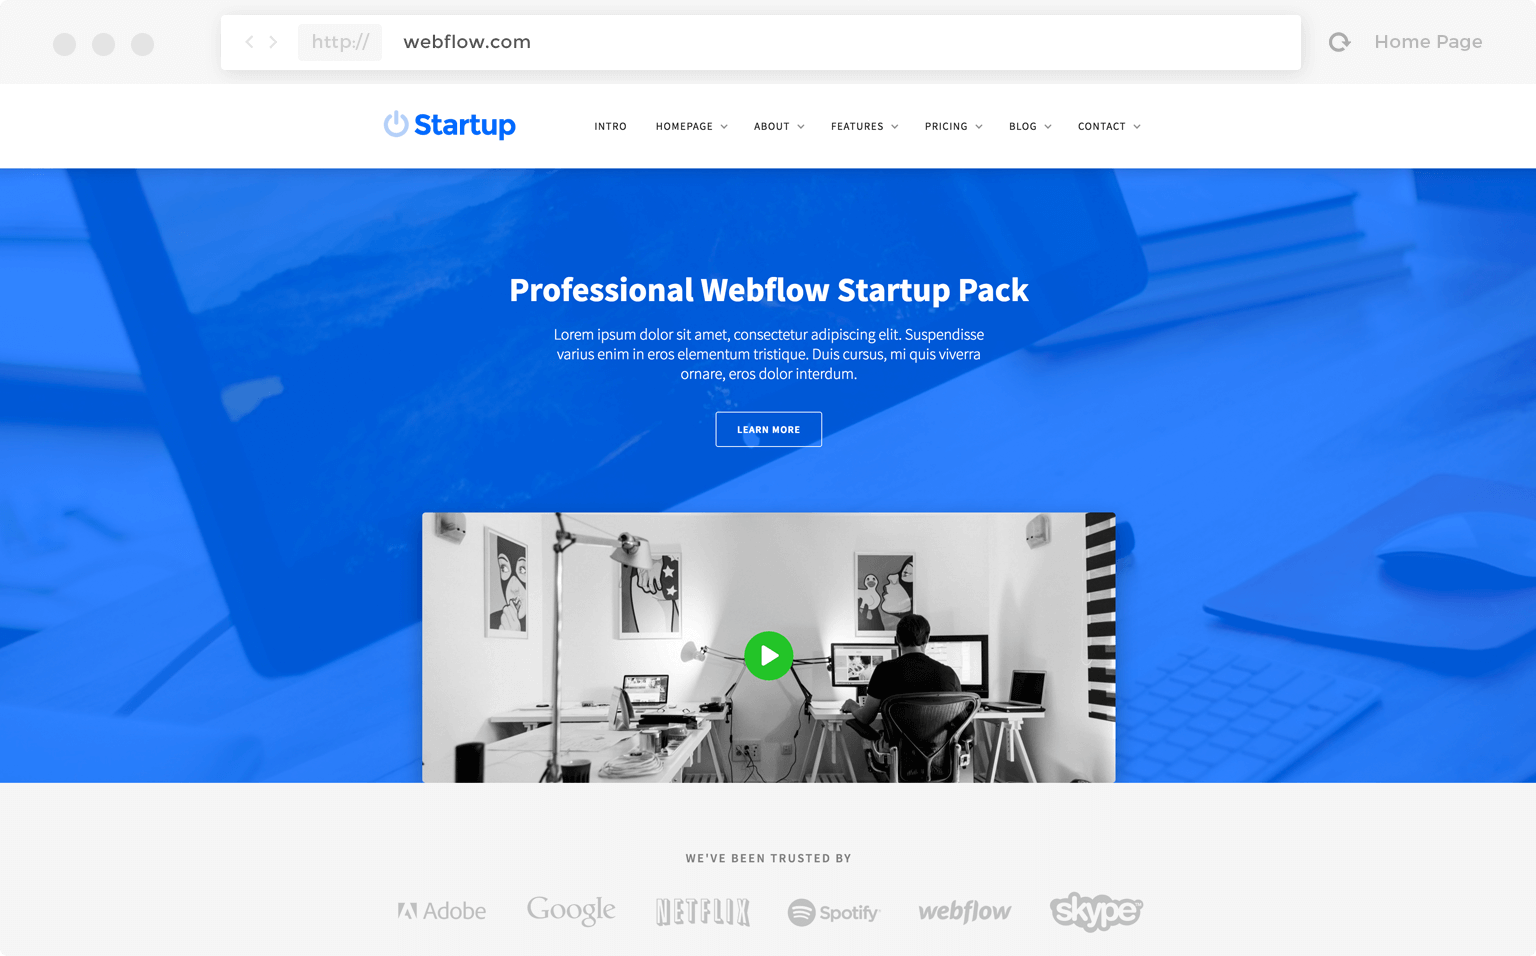 http:// webflow.com Home Page
Startup INTRO HOMEPAGE ABOUT FEATURES PRICING BLOG CONTACT
Professional Webflow Startup Pack
Lorem ipsum dolor sit amet, consectetur adipiscing elit. Suspendisse
varius enim in eros elementum tristique. Duis cursus, mi quis viverra
ornare, eros dolor interdum.
LEARN MORE
WE'VE BEEN TRUSTED BY
Adobe Google NETFLIX Spotify webflow skype